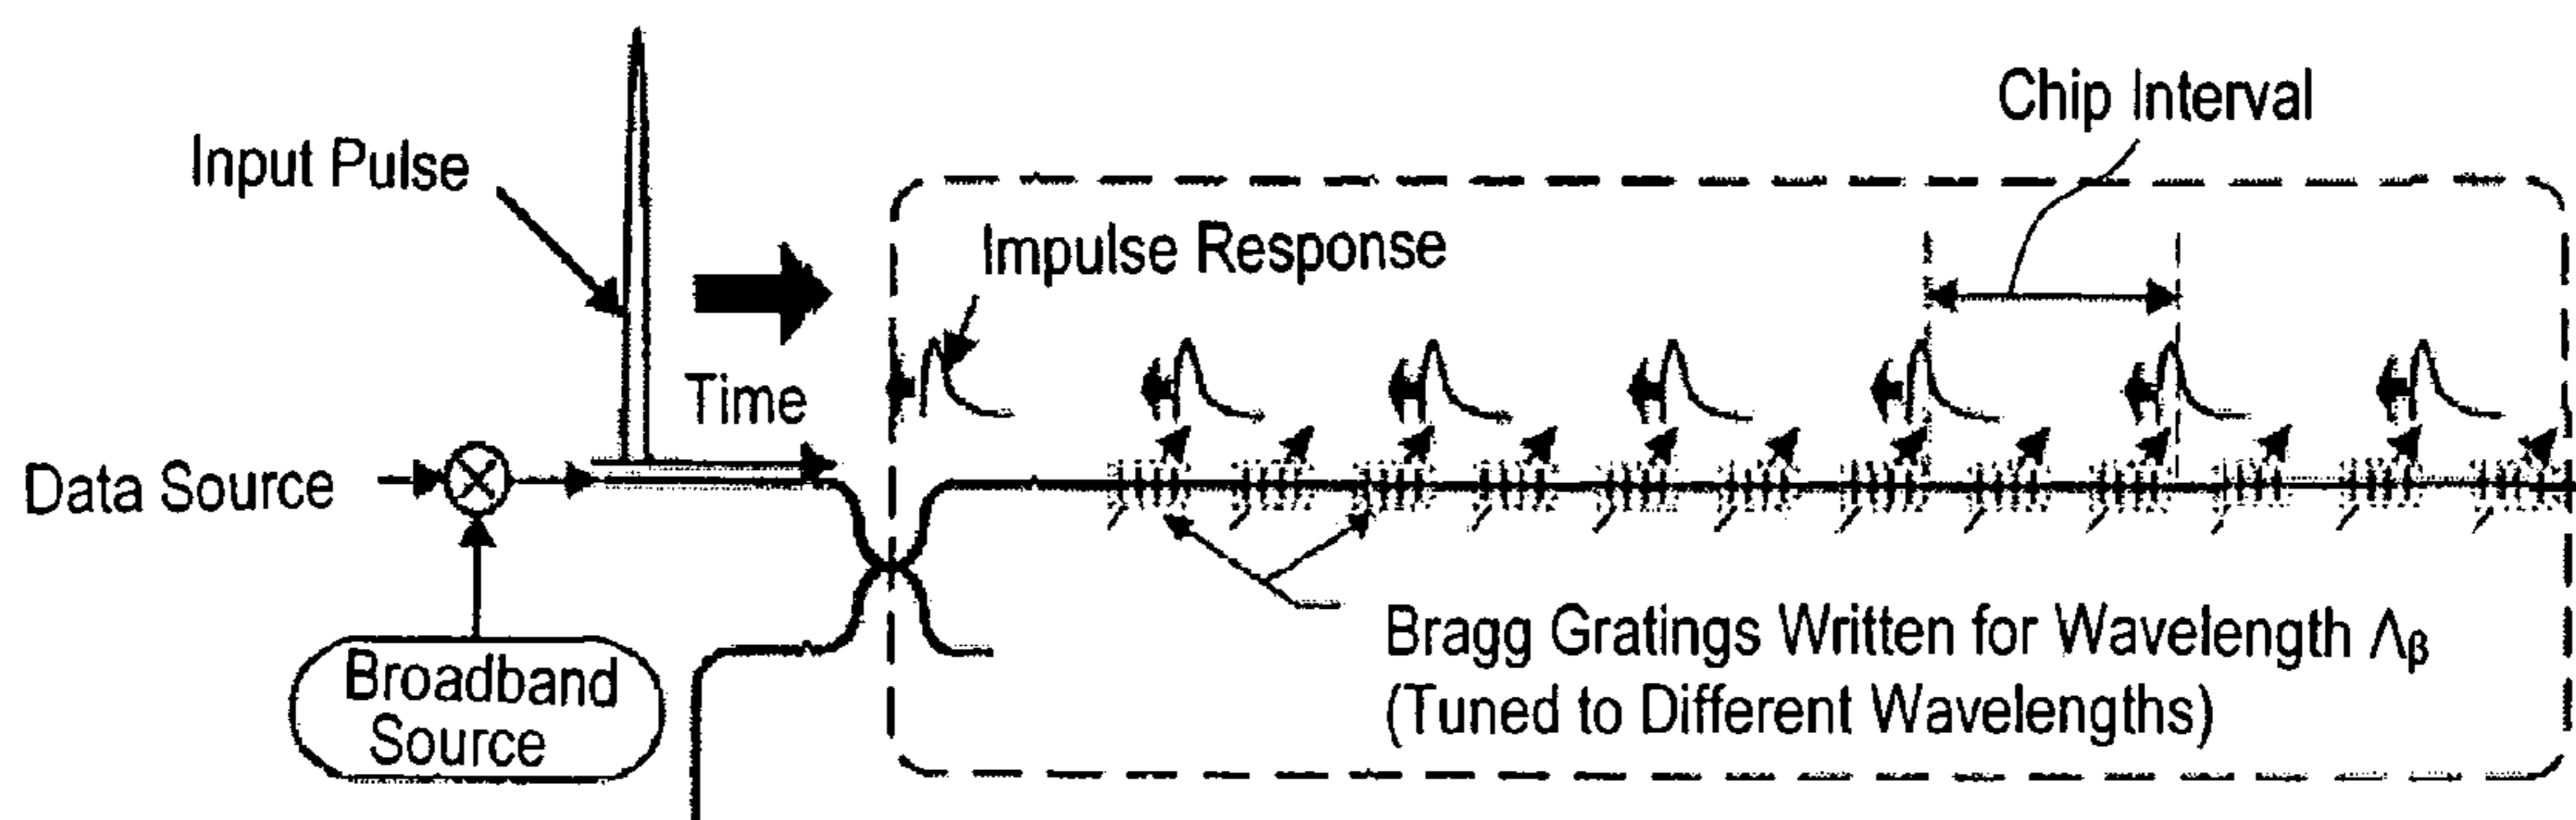 Chip Interval
Input Pulse
Impulse Response
Time
Data Source
Broadband
Source
Bragg Gratings Written for Wavelength Λβ
(Tuned to Different Wavelengths)